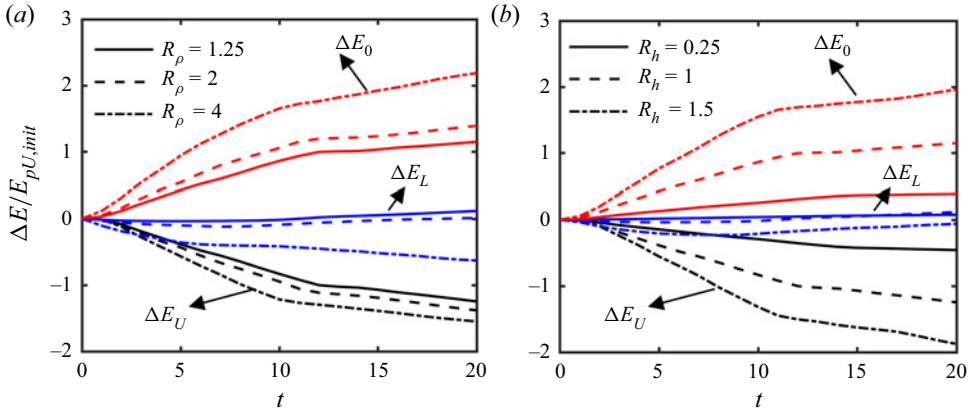 (a)
3
2
1
0
−1
−2
ΔE/E_pU,init
R_ρ = 1.25
R_ρ = 2
R_ρ = 4
ΔE_0
ΔE_L
ΔE_U
0 5 10 15 20
t
(b)
3
2
1
0
−1
−2
R_h = 0.25
R_h = 1
R_h = 1.5
ΔE_0
ΔE_L
ΔE_U
0 5 10 15 20
t